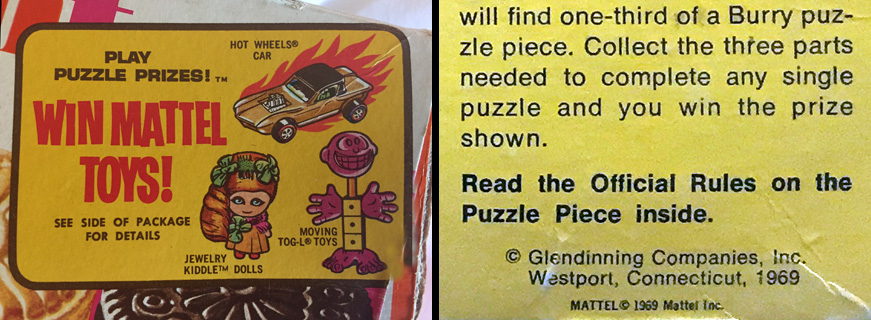 PLAY
PUZZLE PRIZES!™
WIN MATTEL
TOYS!
SEE SIDE OF PACKAGE
FOR DETAILS
HOT WHEELS®
CAR
JEWELRY
KIDDLE™ DOLLS
MOVING
TOG-L® TOYS
will find one-third of a Burry puz-
zle piece. Collect the three parts
needed to complete any single
puzzle and you win the prize
shown.
Read the Official Rules on the
Puzzle Piece inside.
© Glendinning Companies, Inc.
Westport, Connecticut, 1969
MATTEL © 1969 Mattel Inc.